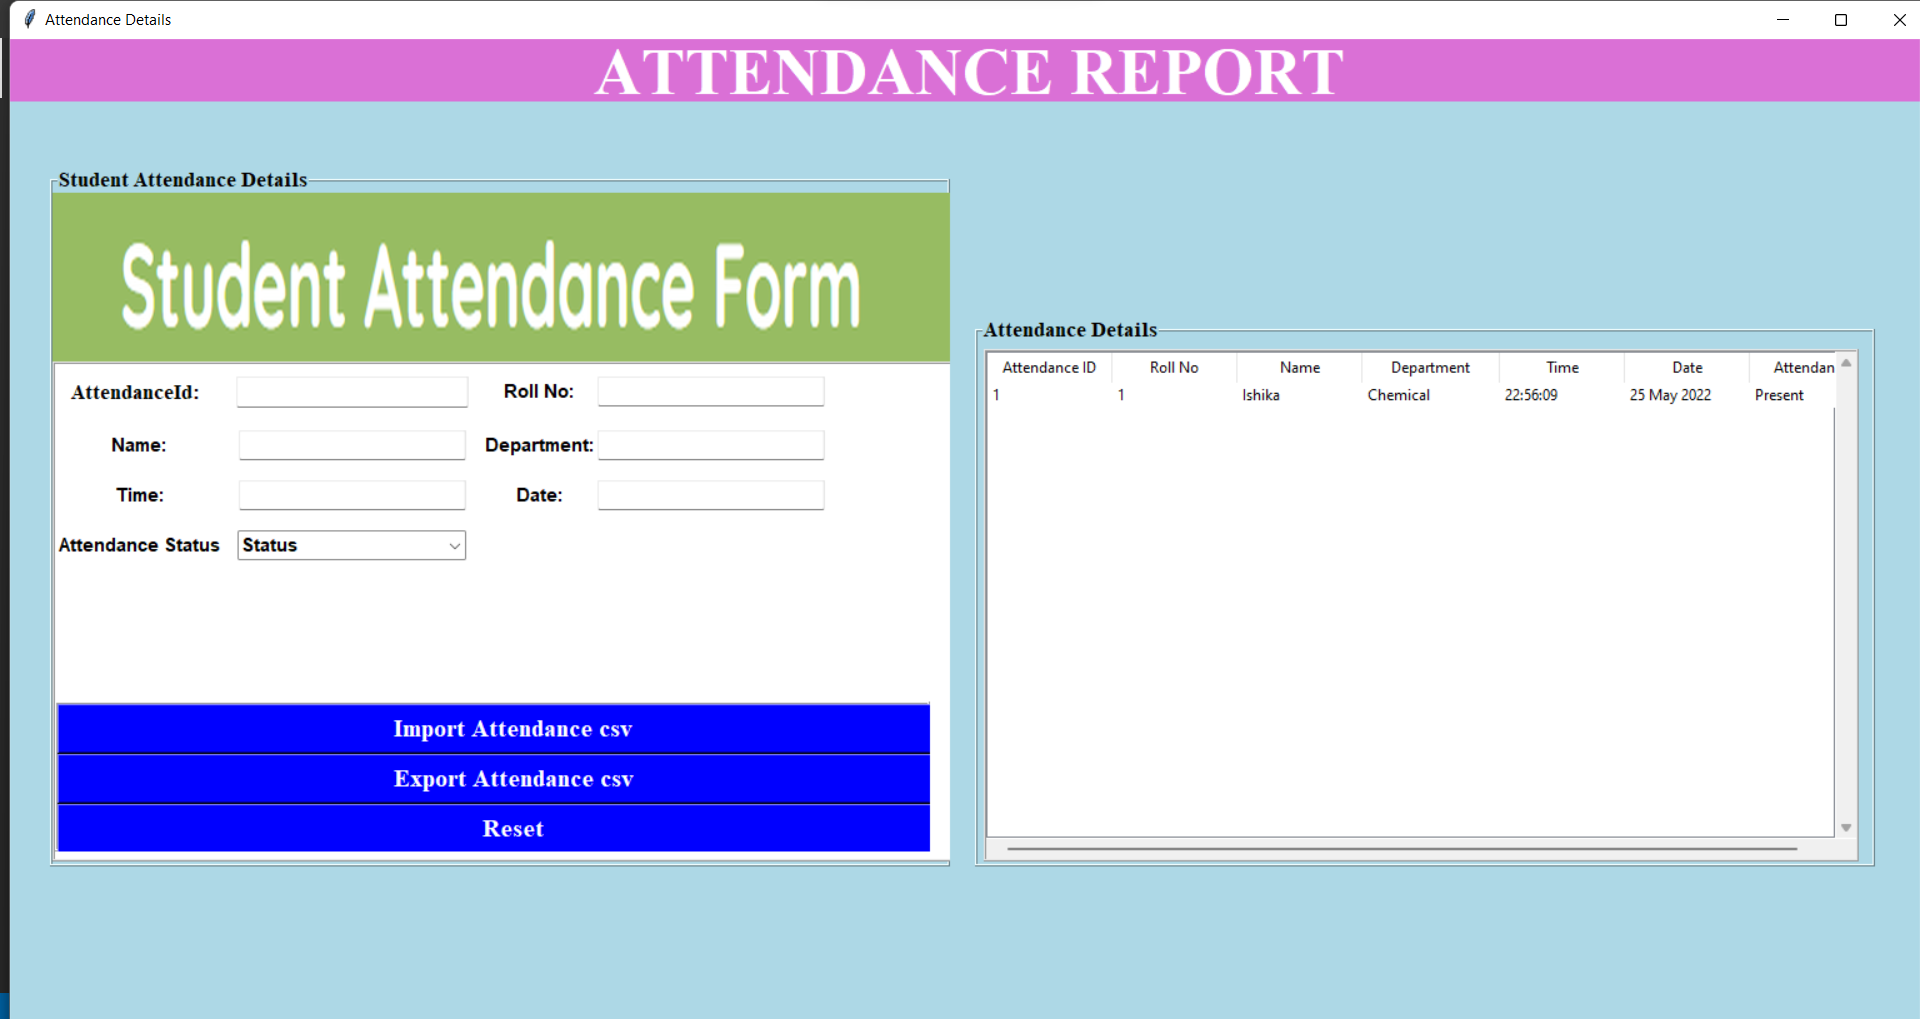 Attendance Details
ATTENDANCE REPORT
Student Attendance Details
Student Attendance Form
AttendanceId:
Roll No:
Name:
Department:
Time:
Date:
Attendance Status
Status
Import Attendance csv
Export Attendance csv
Reset
Attendance Details
Attendance ID Roll No Name Department Time Date Attendan
1 1 Ishika Chemical 22:56:09 25 May 2022 Present